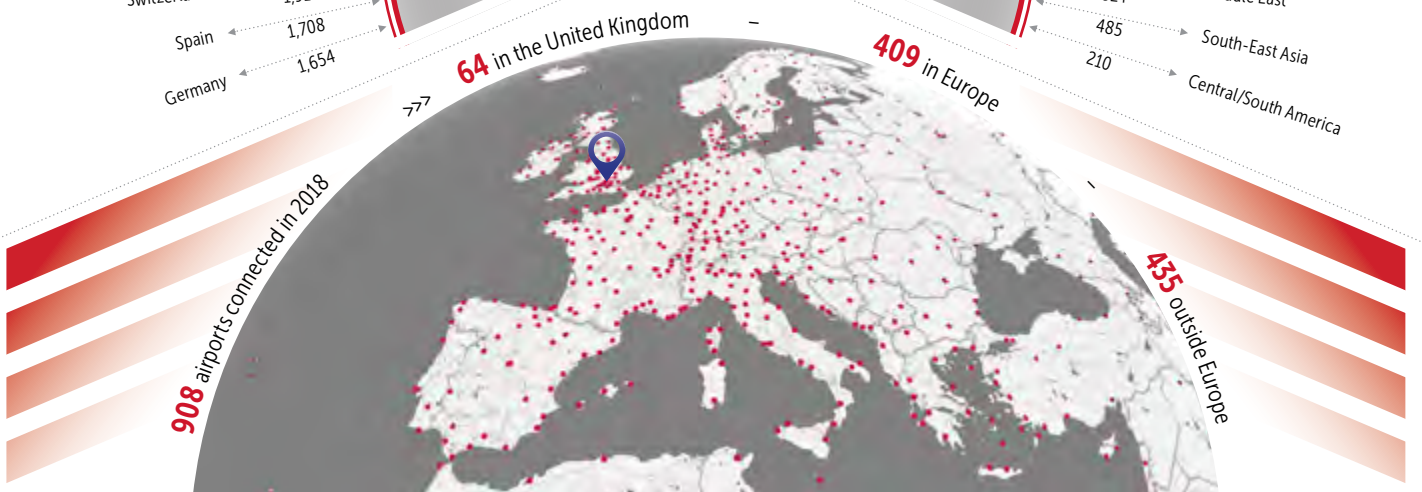 Spain
1,708
Germany
1,654
485
South-East Asia
210
Central/South America
>>>
908 airports connected in 2018
64 in the United Kingdom
–
409 in Europe
–
435 outside Europe